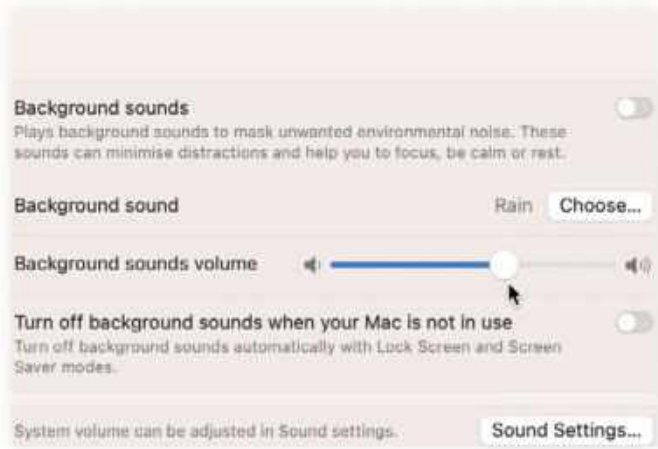 Background sounds
Plays background sounds to mask unwanted environmental noise. These
sounds can minimise distractions and help you to focus, be calm or rest.
Background sound Rain Choose...
Background sounds volume
Turn off background sounds when your Mac is not in use
Turn off background sounds automatically with Lock Screen and Screen
Saver modes.
System volume can be adjusted in Sound settings. Sound Settings...